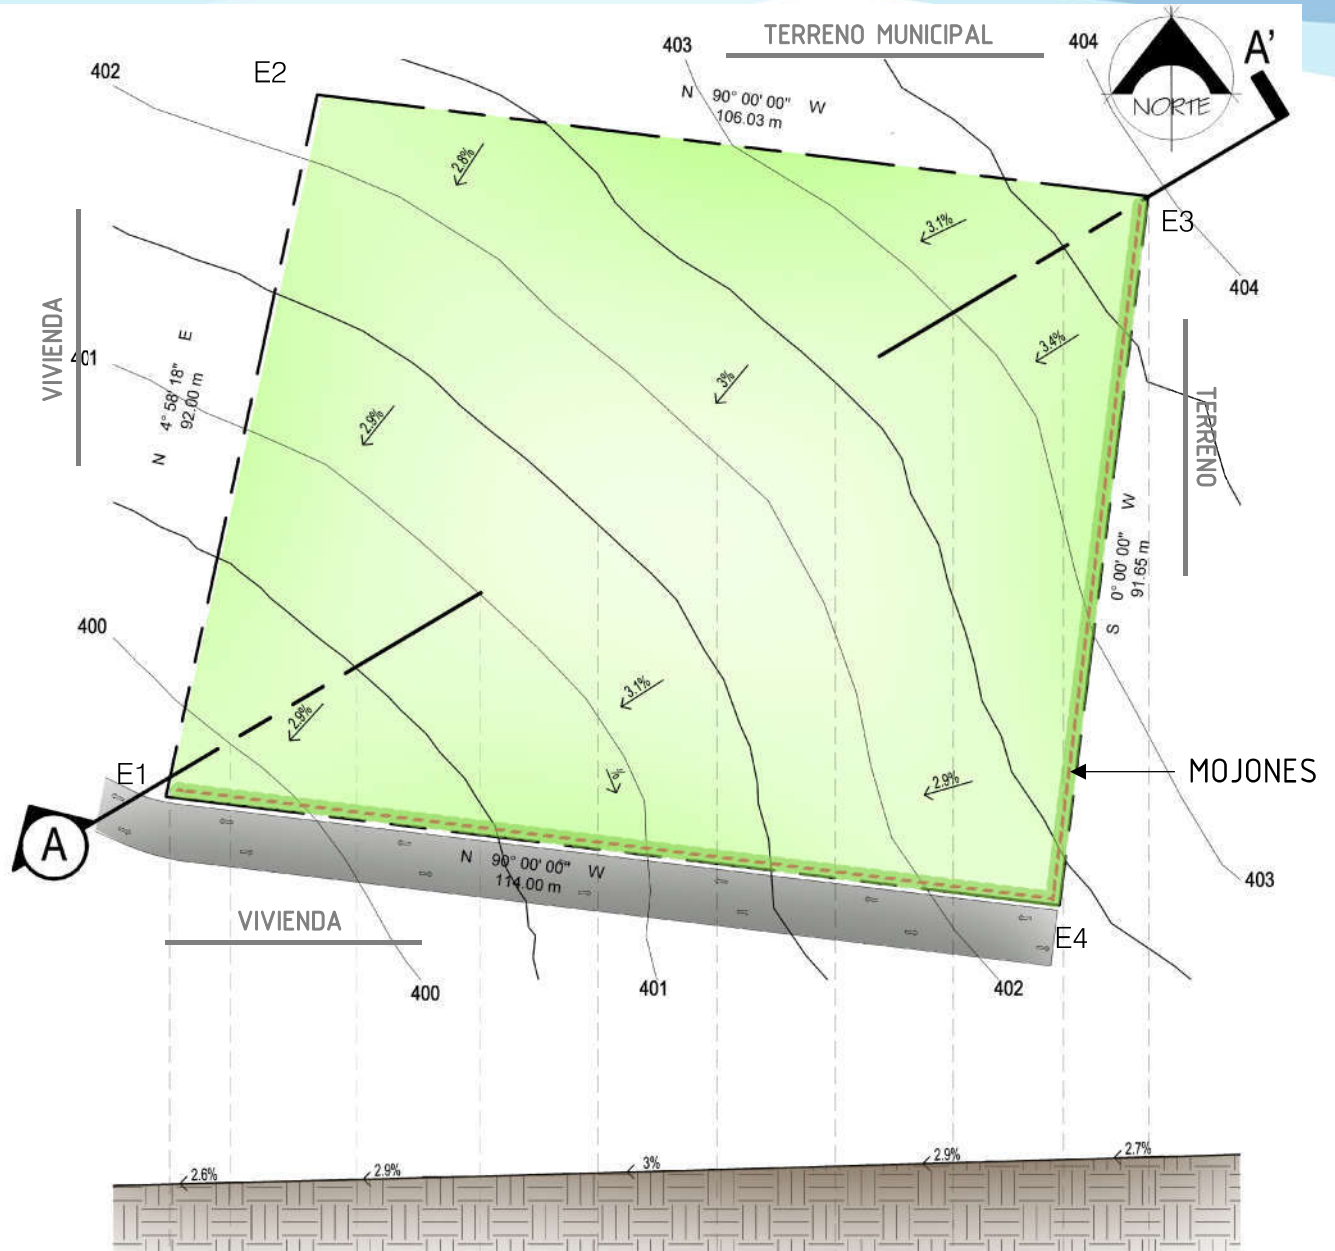 TERRENO MUNICIPAL
403
404
A'
E2
402
N 90° 00' 00" W
106.03 m
NORTE
2.8%
E3
3.1%
404
VIVIENDA
401
N 4° 58' 18" E
92.00 m
3.4%
3%
TERRENO
2.9%
S 0° 00' 00" W
91.65 m
400
3.1%
2.9%
E1
2.9%
MOJONES
A
N 90° 00' 00" W
114.00 m
403
VIVIENDA
E4
400
401
402
2.6%
2.9%
3%
2.9%
2.7%